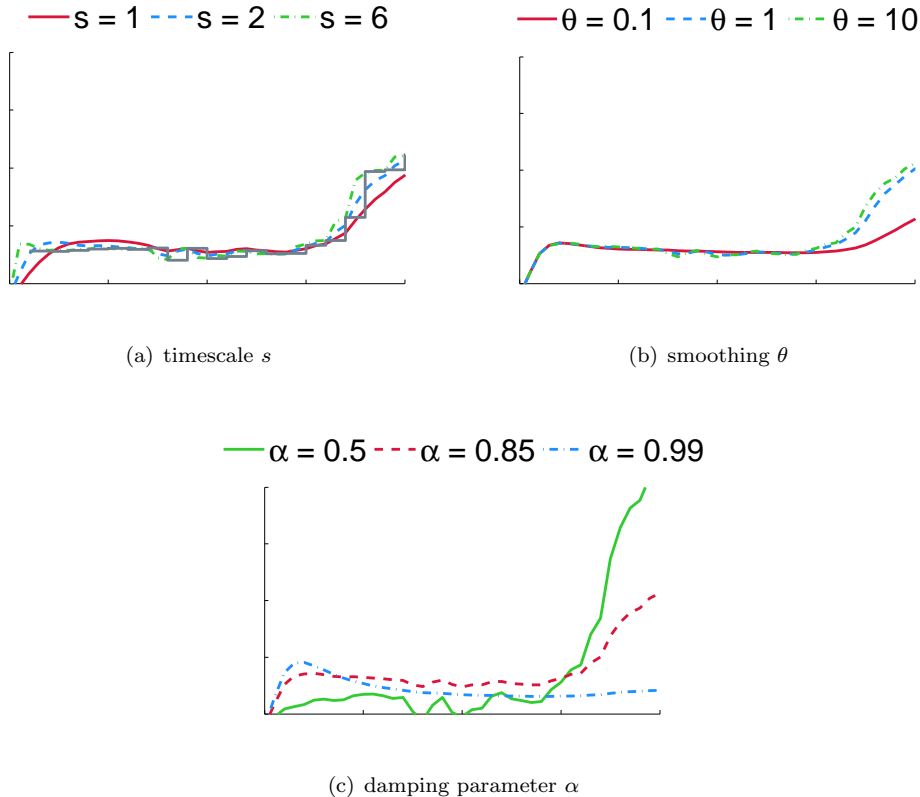 s = 1 s = 2 s = 6
θ = 0.1 θ = 1 θ = 10
(a) timescale s
(b) smoothing θ
α = 0.5 α = 0.85 α = 0.99
(c) damping parameter α